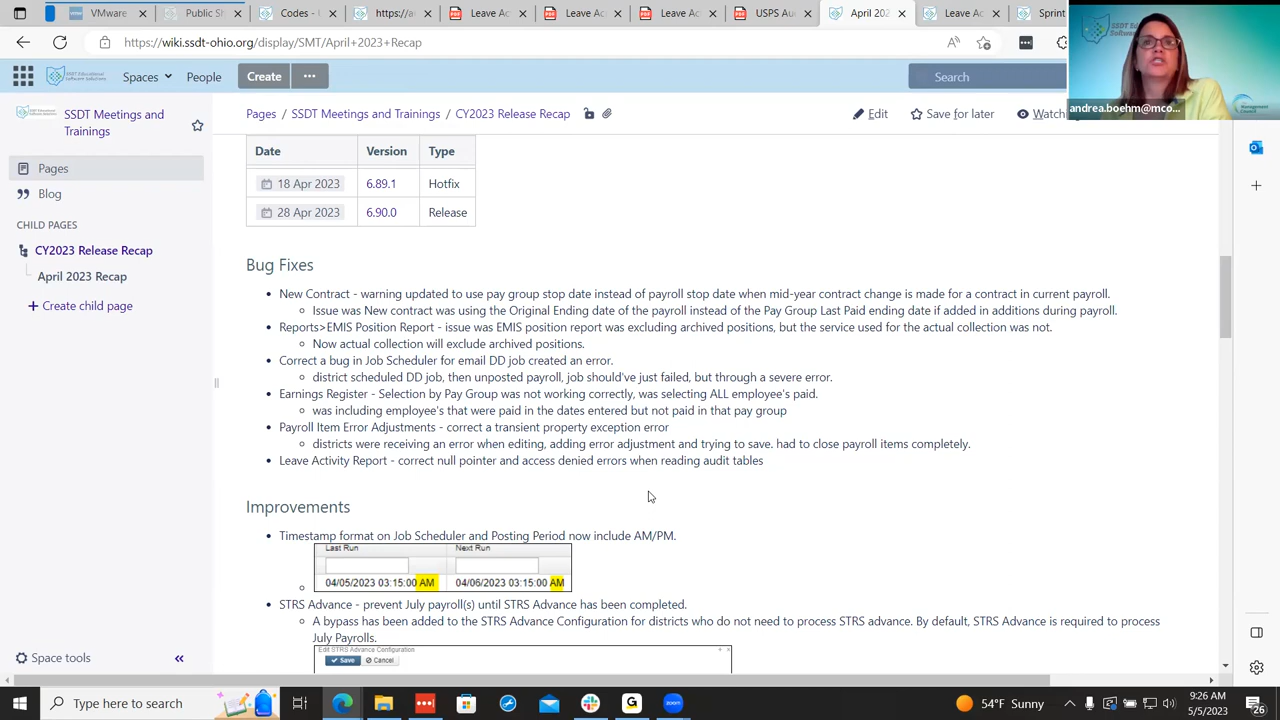 VMware
Public Sh
Codes -
https://a
Leave Ac
Leave Ac
Leave Ac
USPS Au
April 202
Leave Ac
Sprint
https://wiki.ssdt-ohio.org/display/SMT/April+2023+Recap
Spaces
People
Create
Search
andrea.boehm@mco...
SSDT Meetings and
Trainings
Pages
Blog
CHILD PAGES
CY2023 Release Recap
April 2023 Recap
+ Create child page
Space tools
Pages / SSDT Meetings and Trainings / CY2023 Release Recap
Edit
Save for later
Watch
Date Version Type
18 Apr 2023 6.89.1 Hotfix
28 Apr 2023 6.90.0 Release
Bug Fixes
• New Contract - warning updated to use pay group stop date instead of payroll stop date when mid-year contract change is made for a contract in current payroll.
◦ Issue was New contract was using the Original Ending date of the payroll instead of the Pay Group Last Paid ending date if added in additions during payroll.
• Reports>EMIS Position Report - issue was EMIS position report was excluding archived positions, but the service used for the actual collection was not.
◦ Now actual collection will exclude archived positions.
• Correct a bug in Job Scheduler for email DD job created an error.
◦ district scheduled DD job, then unposted payroll, job should've just failed, but through a severe error.
• Earnings Register - Selection by Pay Group was not working correctly, was selecting ALL employee's paid.
◦ was including employee's that were paid in the dates entered but not paid in that pay group
• Payroll Item Error Adjustments - correct a transient property exception error
◦ districts were receiving an error when editing, adding error adjustment and trying to save. had to close payroll items completely.
• Leave Activity Report - correct null pointer and access denied errors when reading audit tables
Improvements
• Timestamp format on Job Scheduler and Posting Period now include AM/PM.
Last Run Next Run
04/05/2023 03:15:00 AM 04/06/2023 03:15:00 AM
• STRS Advance - prevent July payroll(s) until STRS Advance has been completed.
◦ A bypass has been added to the STRS Advance Configuration for districts who do not need to process STRS advance. By default, STRS Advance is required to process
July Payrolls.
Edit STRS Advance Configuration
Save Cancel
Type here to search
54°F Sunny
9:26 AM
5/5/2023
26